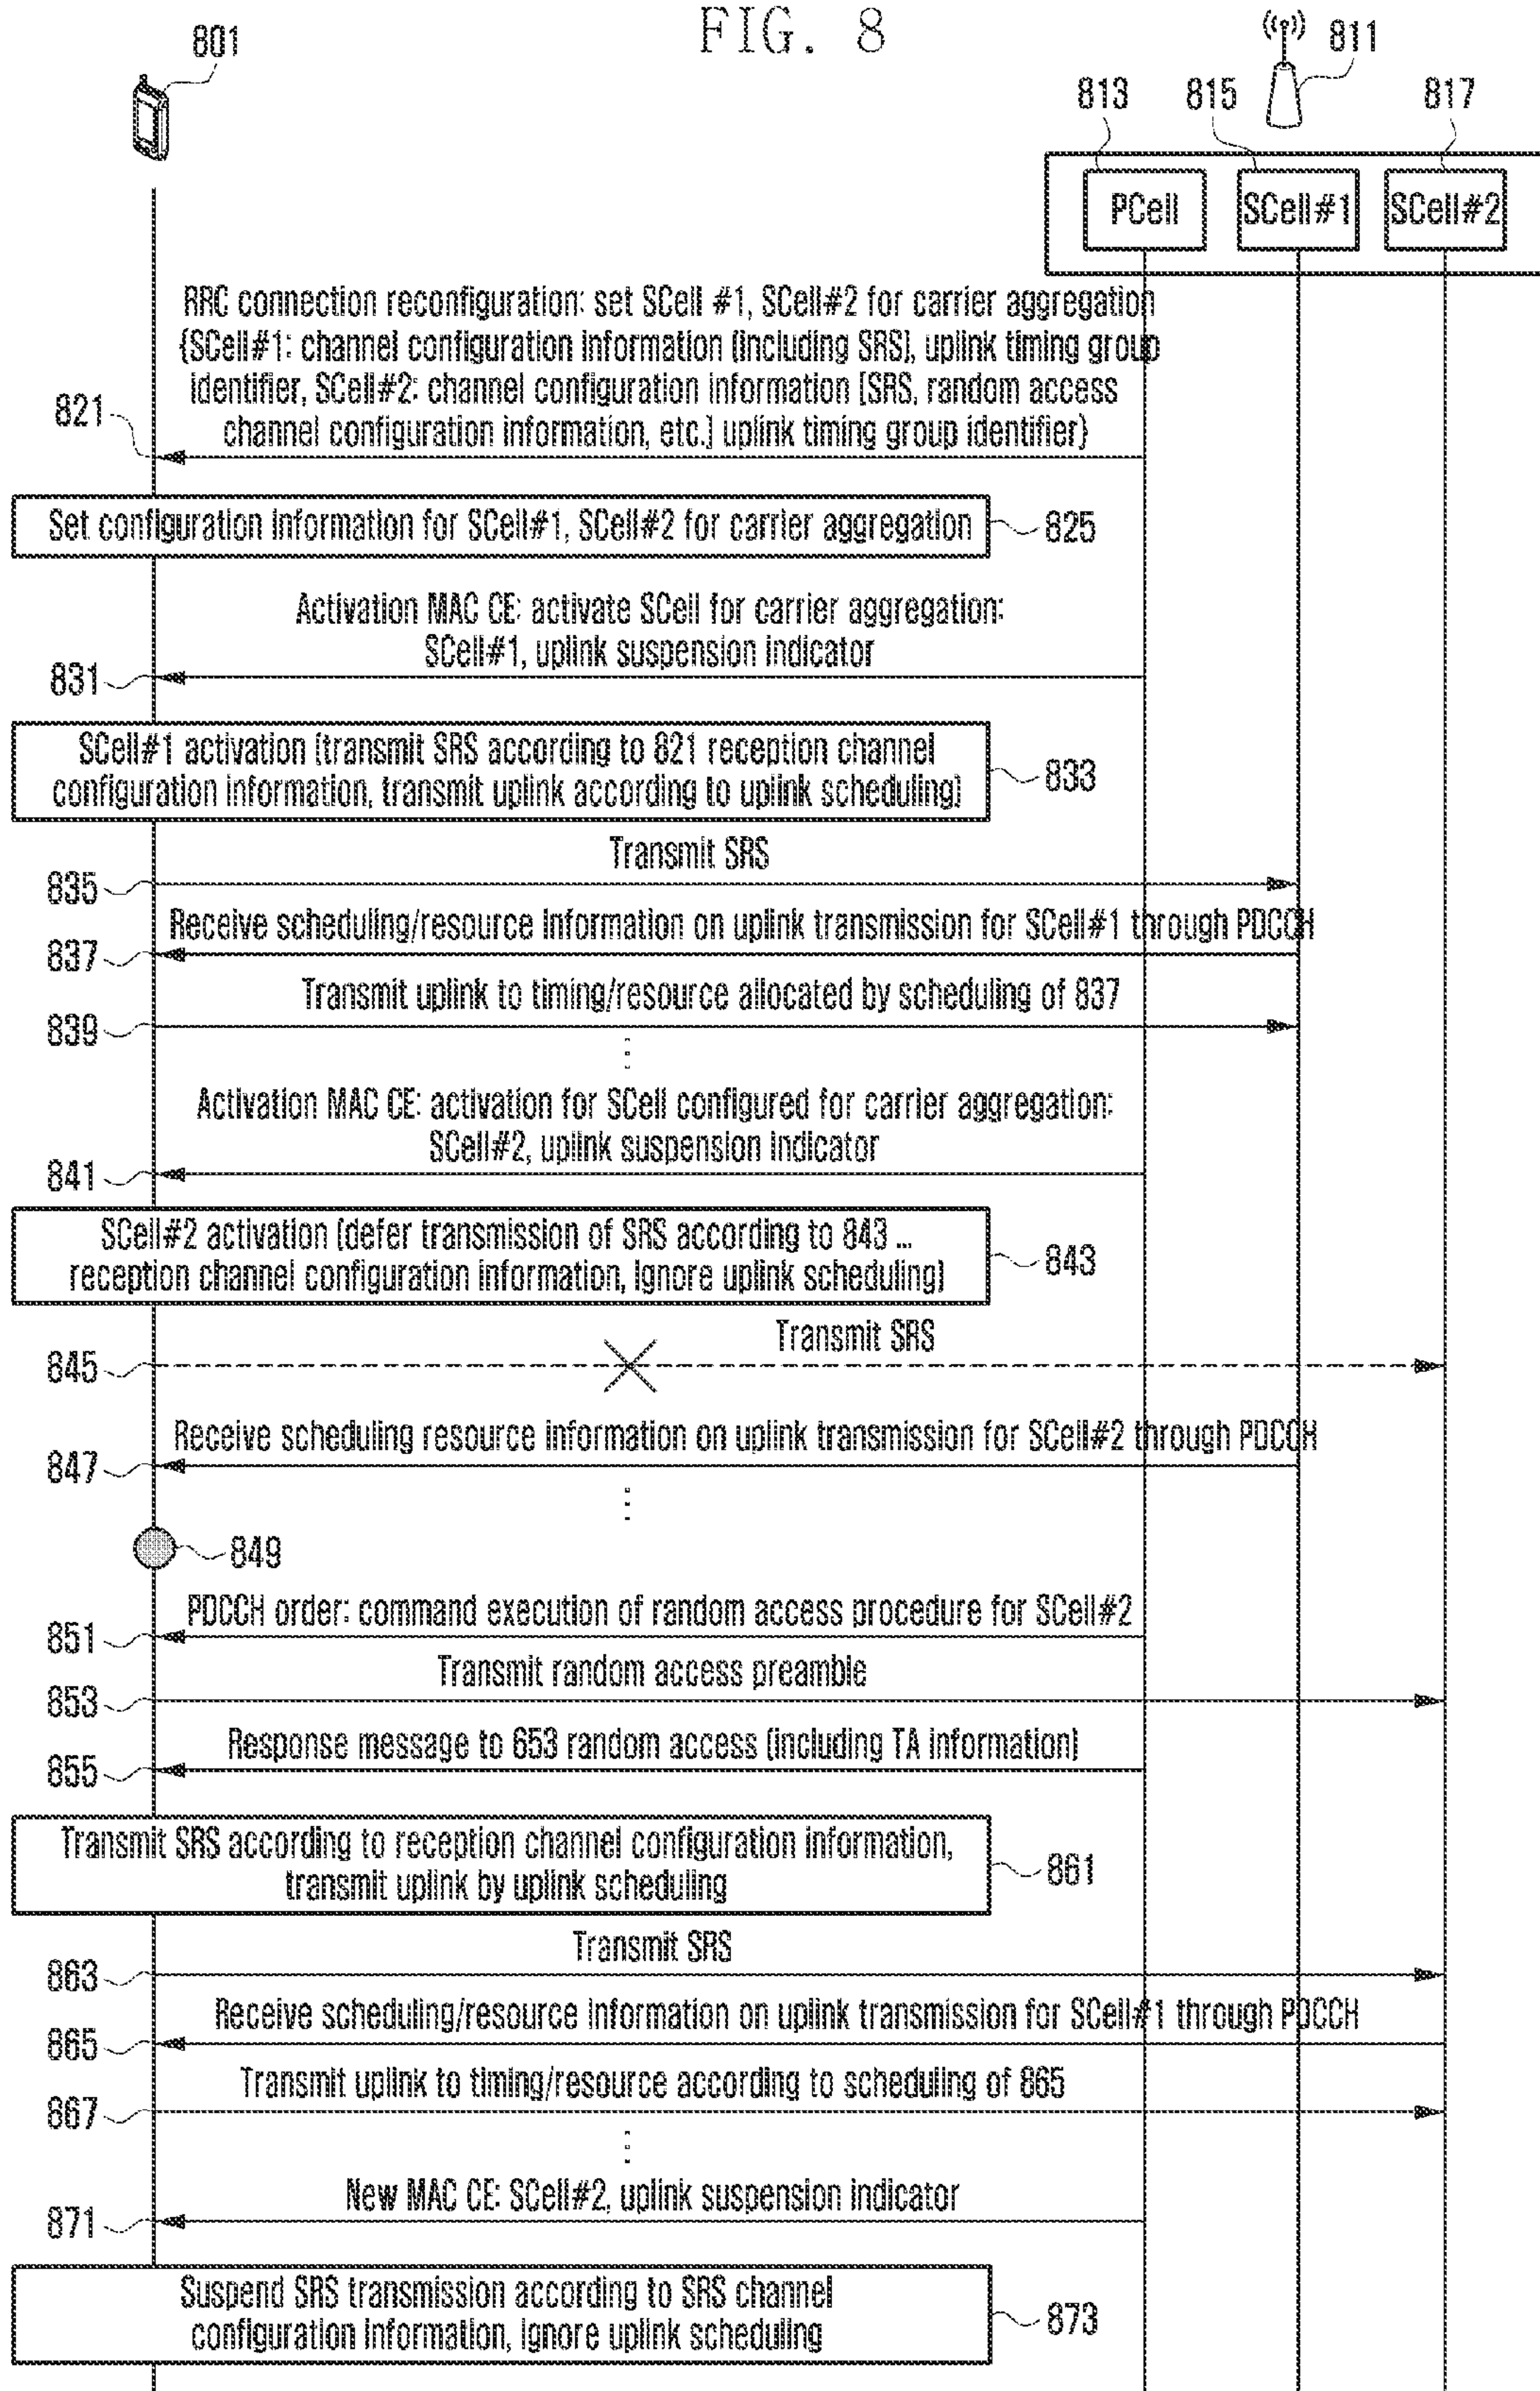 FIG. 8
801
811
813
815
817
PCell
SCell#1
SCell#2
RRC connection reconfiguration: set SCell #1, SCell#2 for carrier aggregation
{SCell#1: channel configuration information (including SRS), uplink timing group
identifier, SCell#2: channel configuration information [SRS, random access
channel configuration information, etc.] uplink timing group identifier}
821
Set configuration information for SCell#1, SCell#2 for carrier aggregation
825
Activation MAC CE: activate SCell for carrier aggregation:
SCell#1, uplink suspension indicator
831
SCell#1 activation (transmit SRS according to 821 reception channel
configuration information, transmit uplink according to uplink scheduling)
833
Transmit SRS
835
Receive scheduling/resource information on uplink transmission for SCell#1 through PDCCH
837
Transmit uplink to timing/resource allocated by scheduling of 837
839
Activation MAC CE: activation for SCell configured for carrier aggregation:
SCell#2, uplink suspension indicator
841
SCell#2 activation (defer transmission of SRS according to 843 ...
reception channel configuration information, ignore uplink scheduling)
843
Transmit SRS
845
Receive scheduling resource information on uplink transmission for SCell#2 through PDCCH
847
849
PDCCH order: command execution of random access procedure for SCell#2
851
Transmit random access preamble
853
Response message to 653 random access (including TA information)
855
Transmit SRS according to reception channel configuration information,
transmit uplink by uplink scheduling
861
Transmit SRS
863
Receive scheduling/resource information on uplink transmission for SCell#1 through PDCCH
865
Transmit uplink to timing/resource according to scheduling of 865
867
New MAC CE: SCell#2, uplink suspension indicator
871
Suspend SRS transmission according to SRS channel
configuration information, ignore uplink scheduling
873